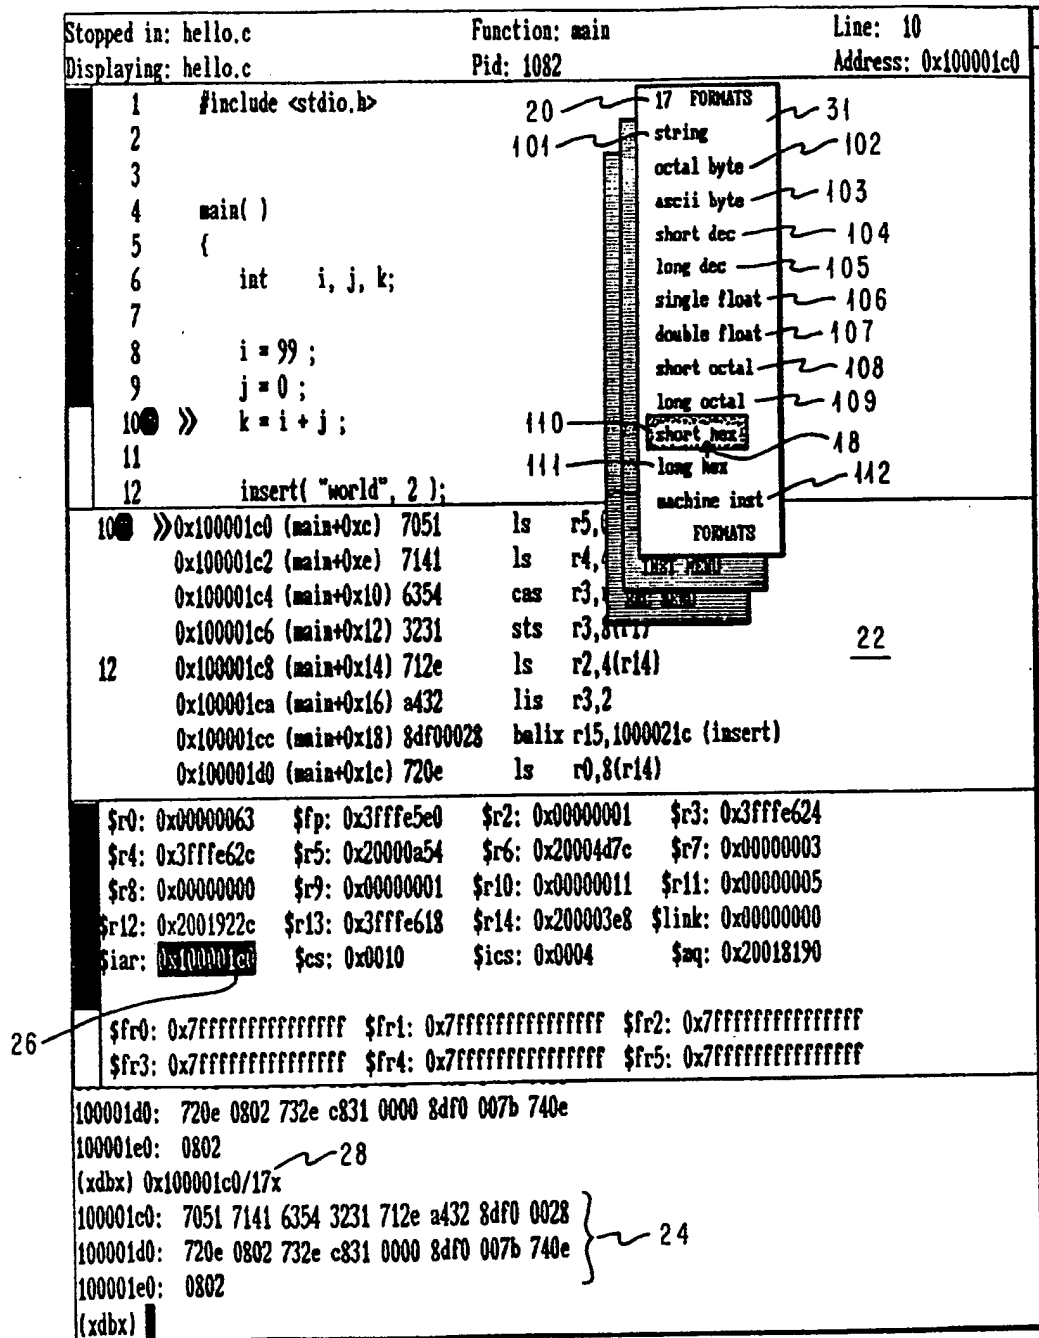 Stopped in: hello.c Function: main Line: 10
Displaying: hello.c Pid: 1082 Address: 0x100001c0
1 #include <stdio.h>
2
3
4 main( )
5 {
6 int i, j, k;
7
8 i = 99 ;
9 j = 0 ;
10 » k = i + j ;
11
12 insert( "world", 2 );
20 17 FORMATS 31
101 string
octal byte 102
ascii byte 103
short dec 104
long dec 105
single float 106
double float 107
short octal 108
long octal 109
110 short hex 18
111 long hex
machine inst 112
FORMATS
INST MENU
MENU
10 »0x100001c0 (main+0xc) 7051 ls r5,
0x100001c2 (main+0xe) 7141 ls r4,
0x100001c4 (main+0x10) 6354 cas r3,
0x100001c6 (main+0x12) 3231 sts r3,8(r1)
12 0x100001c8 (main+0x14) 712e ls r2,4(r14)
0x100001ca (main+0x16) a432 lis r3,2
0x100001cc (main+0x18) 8df00028 balix r15,1000021c (insert)
0x100001d0 (main+0x1c) 720e ls r0,8(r14)
22
$r0: 0x00000063 $fp: 0x3fffe5e0 $r2: 0x00000001 $r3: 0x3fffe624
$r4: 0x3fffe62c $r5: 0x20000a54 $r6: 0x20004d7c $r7: 0x00000003
$r8: 0x00000000 $r9: 0x00000001 $r10: 0x00000011 $r11: 0x00000005
$r12: 0x2001922c $r13: 0x3fffe618 $r14: 0x200003e8 $link: 0x00000000
$iar: 0x100001c0 $cs: 0x0010 $ics: 0x0004 $mq: 0x20018190
26
$fr0: 0x7fffffffffffffff $fr1: 0x7fffffffffffffff $fr2: 0x7fffffffffffffff
$fr3: 0x7fffffffffffffff $fr4: 0x7fffffffffffffff $fr5: 0x7fffffffffffffff
100001d0: 720e 0802 732e c831 0000 8df0 007b 740e
100001e0: 0802
28
(xdbx) 0x100001c0/17x
100001c0: 7051 7141 6354 3231 712e a432 8df0 0028
100001d0: 720e 0802 732e c831 0000 8df0 007b 740e
24
100001e0: 0802
(xdbx)